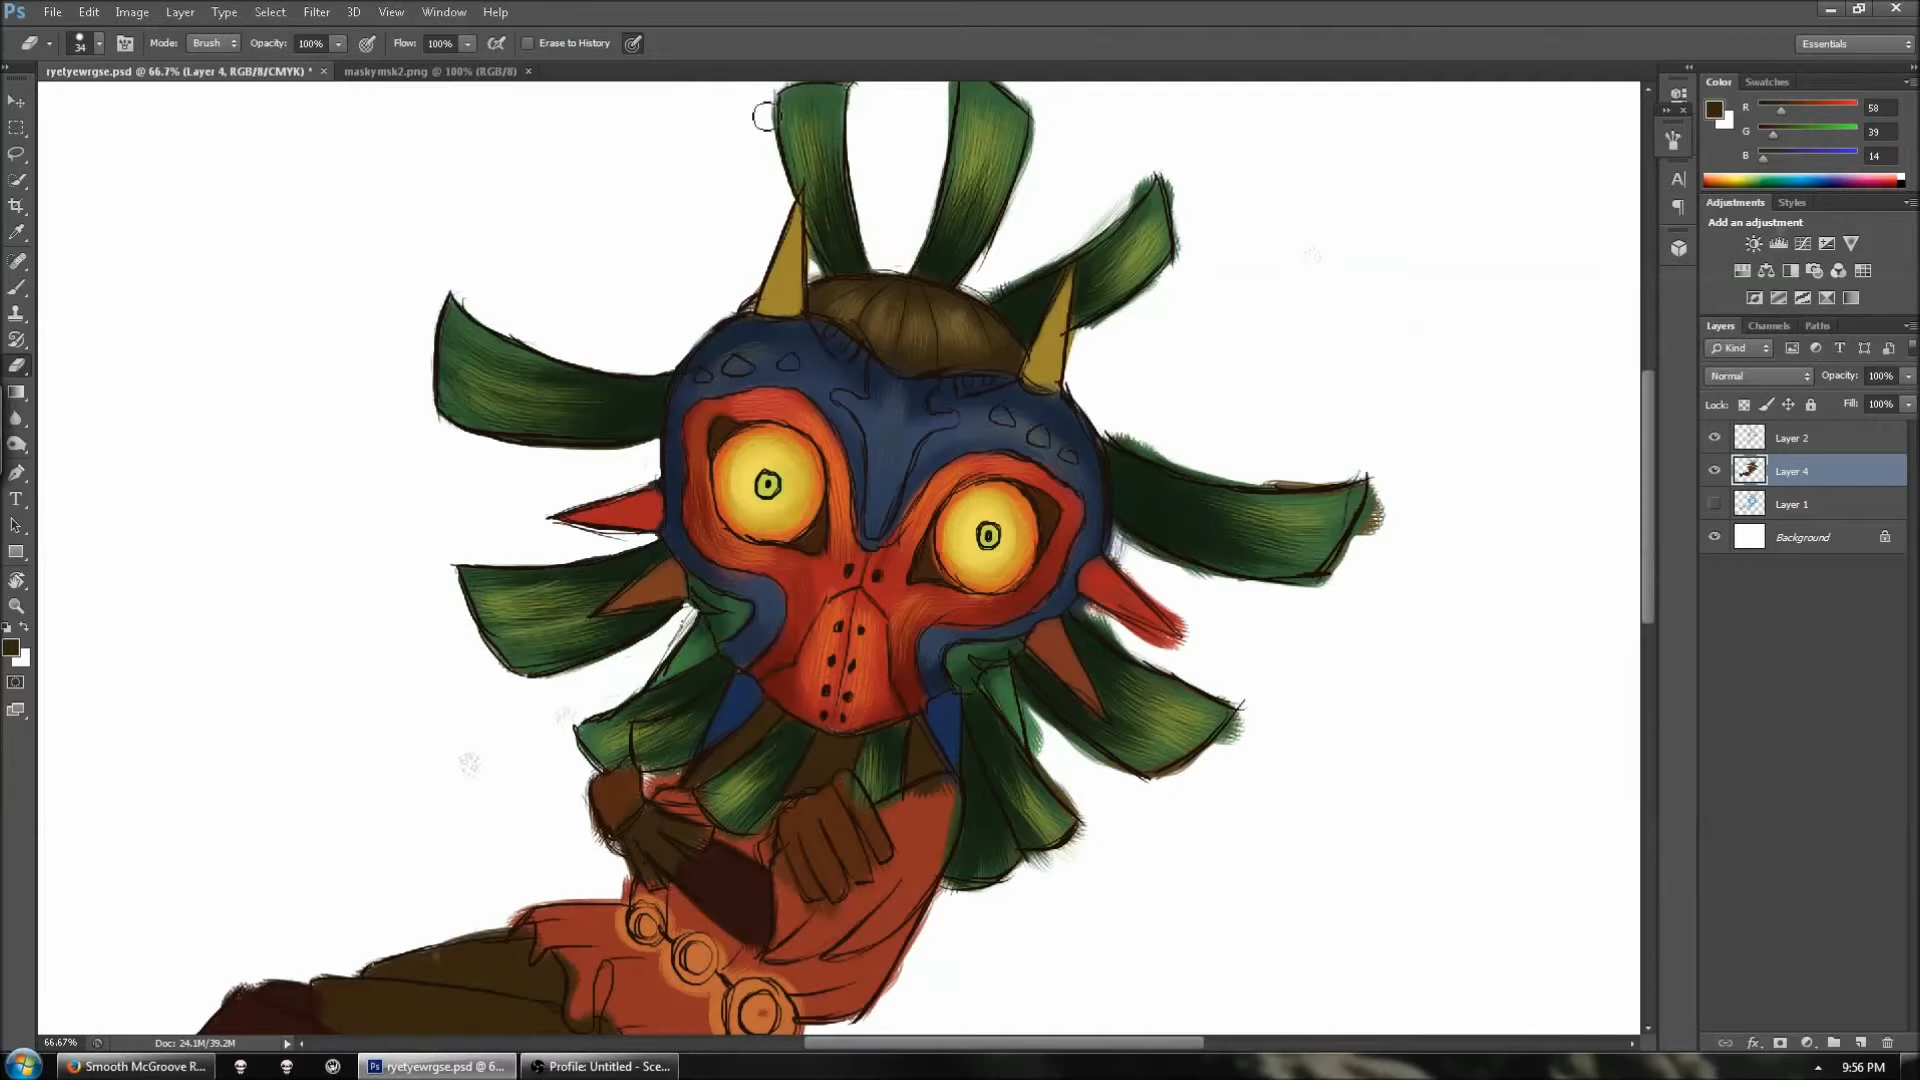 Ps File Edit Image Layer Type Select Filter 3D View Window Help
34 Mode: Brush Opacity: 100% Flow: 100% Erase to History Essentials
ryetyewrgse.psd @ 66.7% (Layer 4, RGB/8/CMYK) * × maskymsk2.png @ 100% (RGB/8) ×
Color Swatches
R 58
G 39
B 14
Adjustments Styles
Add an adjustment
Layers Channels Paths
Kind
Normal Opacity: 100%
Lock: Fill: 100%
Layer 2
Layer 4
Layer 1
Background
66.67% Doc: 24.1M/39.2M
Smooth McGroove R... ryetyewrgse.psd @ 6... Profile: Untitled - Sce... 9:56 PM